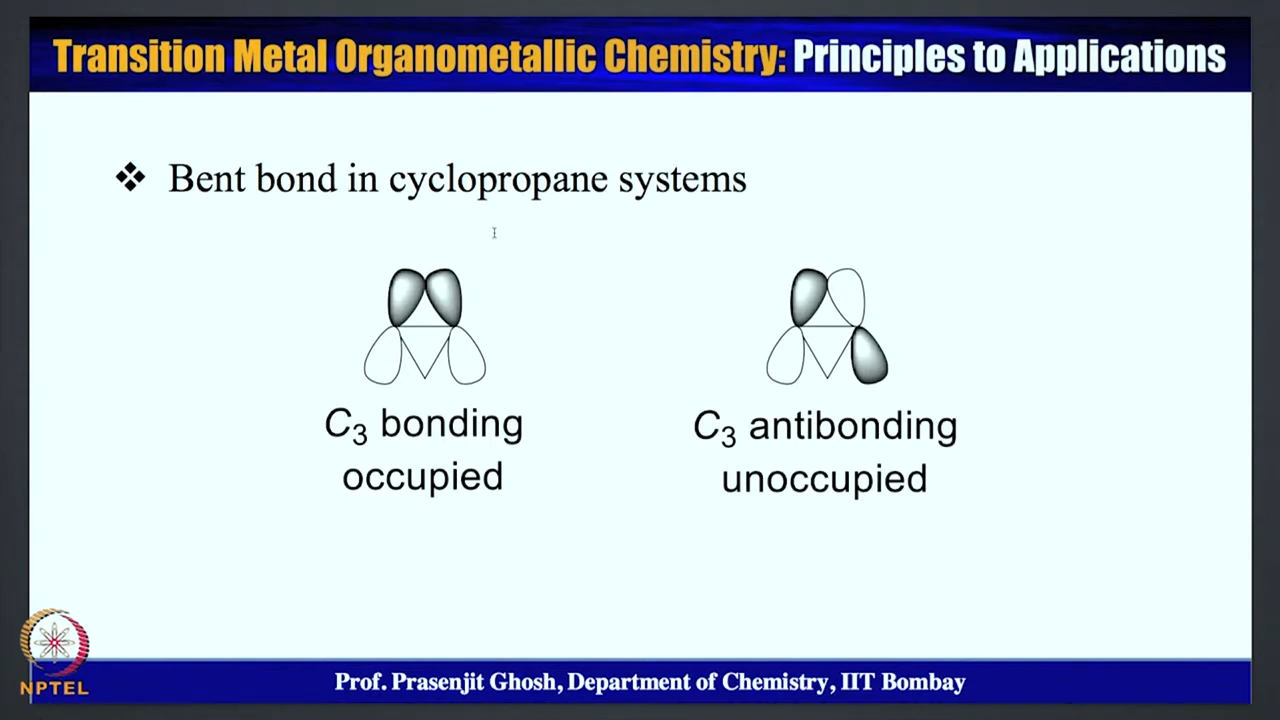 Transition Metal Organometallic Chemistry: Principles to Applications
❖ Bent bond in cyclopropane systems
C₃ bonding
occupied
C₃ antibonding
unoccupied
NPTEL
Prof. Prasenjit Ghosh, Department of Chemistry, IIT Bombay